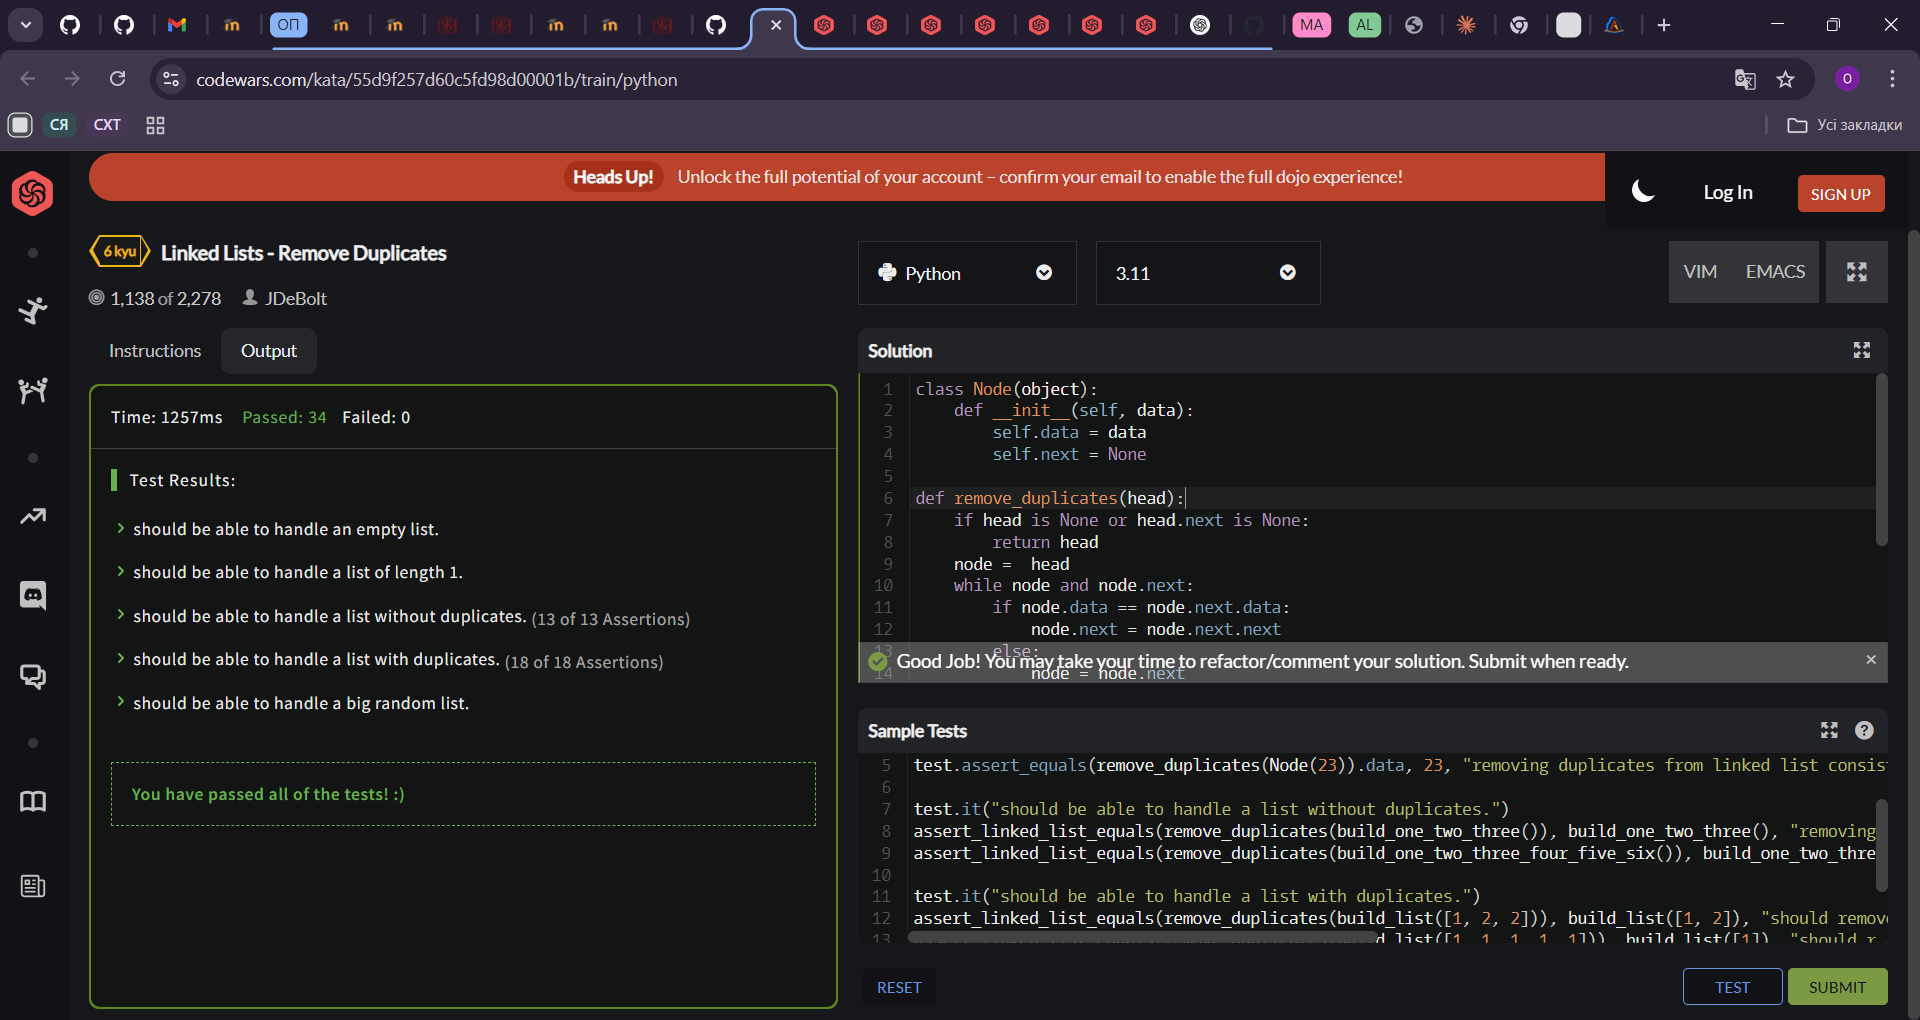 ОП
MA
AL
codewars.com/kata/55d9f257d60c5fd98d00001b/train/python
O
СЯ
СХТ
Усі закладки
Heads Up! Unlock the full potential of your account – confirm your email to enable the full dojo experience!
Log In
SIGN UP
6 kyu
Linked Lists - Remove Duplicates
1,138 of 2,278
JDeBolt
Python
3.11
VIM
EMACS
Instructions
Output
Time: 1257ms Passed: 34 Failed: 0
Test Results:
should be able to handle an empty list.
should be able to handle a list of length 1.
should be able to handle a list without duplicates. (13 of 13 Assertions)
should be able to handle a list with duplicates. (18 of 18 Assertions)
should be able to handle a big random list.
You have passed all of the tests! :)
Solution
1 class Node(object):
2 def __init__(self, data):
3 self.data = data
4 self.next = None
5
6 def remove_duplicates(head):
7 if head is None or head.next is None:
8 return head
9 node =  head
10 while node and node.next:
11 if node.data == node.next.data:
12 node.next = node.next.next
13 else:
14 node = node.next
Good Job! You may take your time to refactor/comment your solution. Submit when ready.
Sample Tests
5 test.assert_equals(remove_duplicates(Node(23)).data, 23, "removing duplicates from linked list consis
6
7 test.it("should be able to handle a list without duplicates.")
8 assert_linked_list_equals(remove_duplicates(build_one_two_three()), build_one_two_three(), "removing
9 assert_linked_list_equals(remove_duplicates(build_one_two_three_four_five_six()), build_one_two_thre
10
11 test.it("should be able to handle a list with duplicates.")
12 assert_linked_list_equals(remove_duplicates(build_list([1, 2, 2])), build_list([1, 2]), "should remov
13 d_list([1, 1, 1, 1, 1])), build_list([1]), "should r
RESET
TEST
SUBMIT